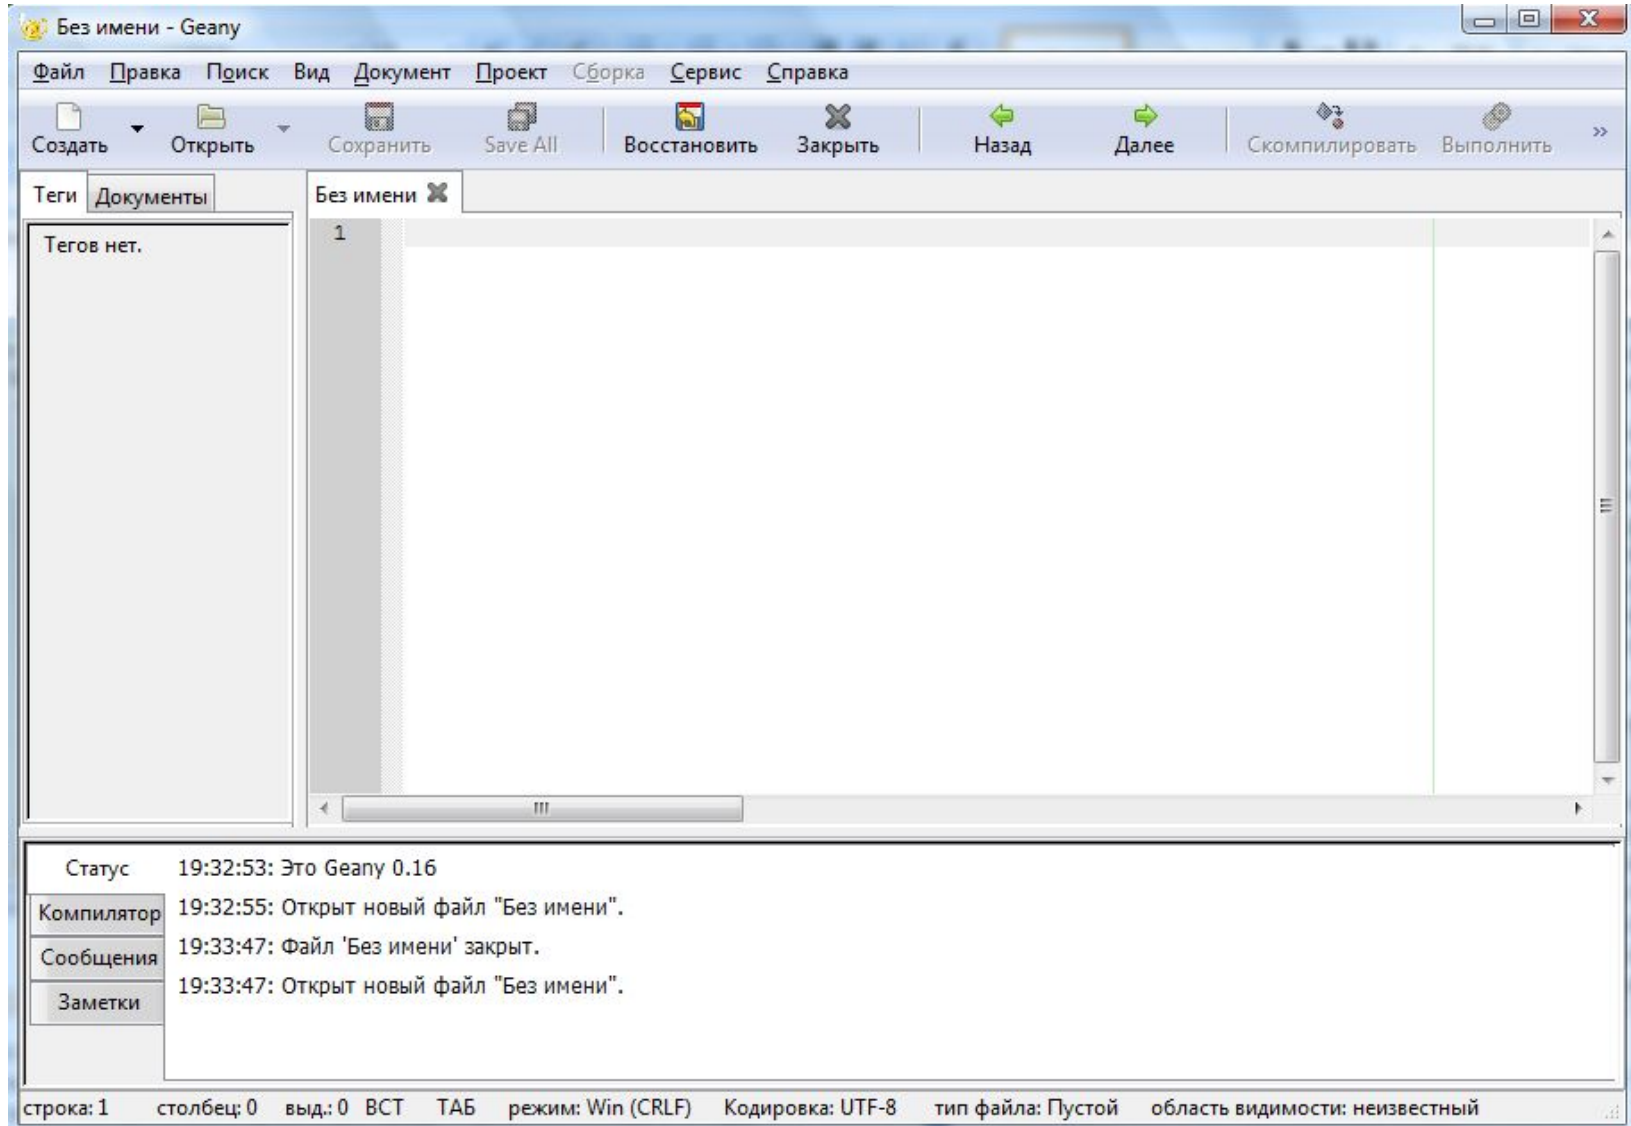 Без имени - Geany
Файл Правка Поиск Вид Документ Проект Сборка Сервис Справка
Создать Открыть Сохранить Save All Восстановить Закрыть Назад Далее Скомпилировать Выполнить »
Теги Документы Без имени
Тегов нет.
1
Статус
Компилятор
Сообщения
Заметки
19:32:53: Это Geany 0.16
19:32:55: Открыт новый файл "Без имени".
19:33:47: Файл 'Без имени' закрыт.
19:33:47: Открыт новый файл "Без имени".
строка: 1 столбец: 0 выд.: 0 ВСТ ТАБ режим: Win (CRLF) Кодировка: UTF-8 тип файла: Пустой область видимости: неизвестный